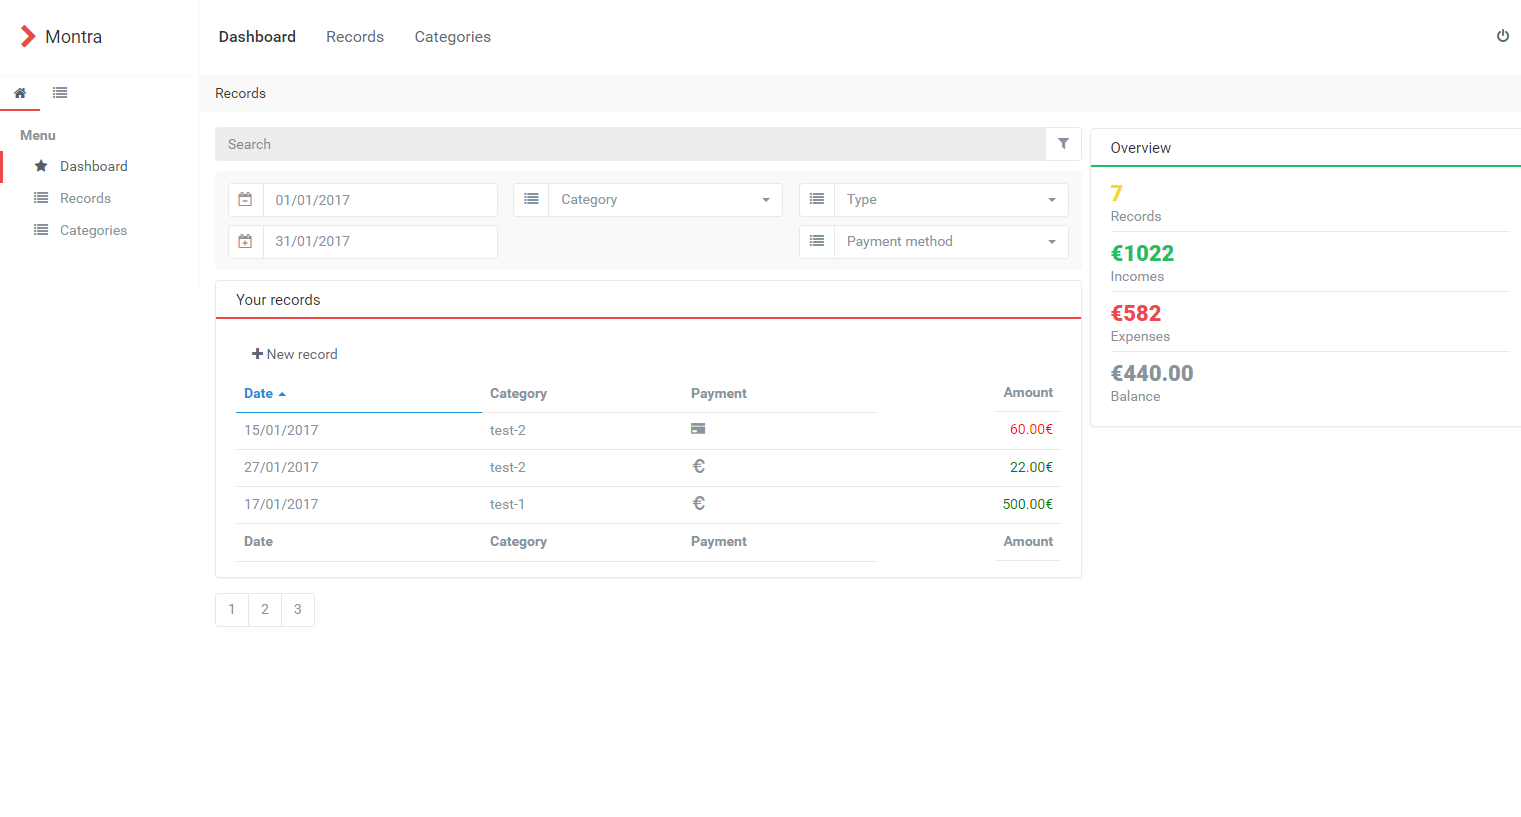 Montra
Dashboard Records Categories
Records
Menu
Dashboard
Records
Categories
Search
01/01/2017 Category Type
31/01/2017 Payment method
Your records
New record
Date Category Payment Amount
15/01/2017 test-2 60.00€
27/01/2017 test-2 € 22.00€
17/01/2017 test-1 € 500.00€
Date Category Payment Amount
1 2 3
Overview
7
Records
€1022
Incomes
€582
Expenses
€440.00
Balance